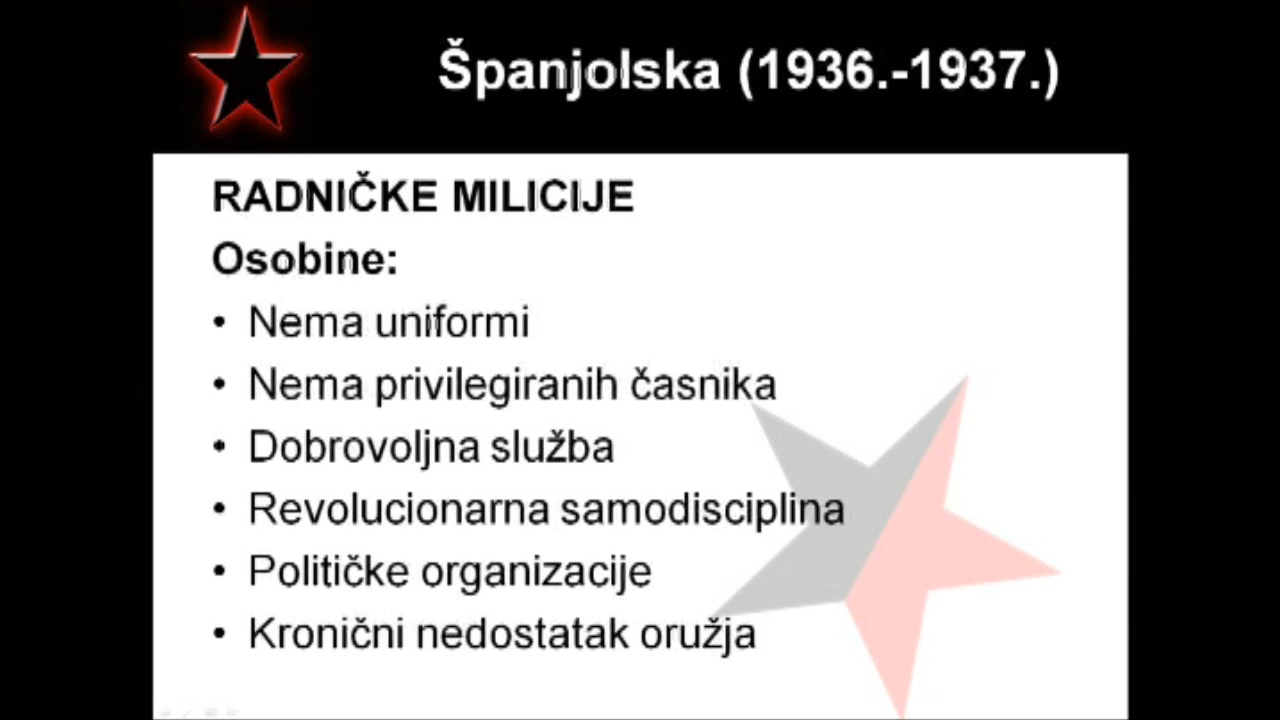 Španjolska (1936.-1937.)
RADNIČKE MILICIJE
Osobine:
• Nema uniformi
• Nema privilegiranih časnika
• Dobrovoljna služba
• Revolucionarna samodisciplina
• Političke organizacije
• Kronični nedostatak oružja